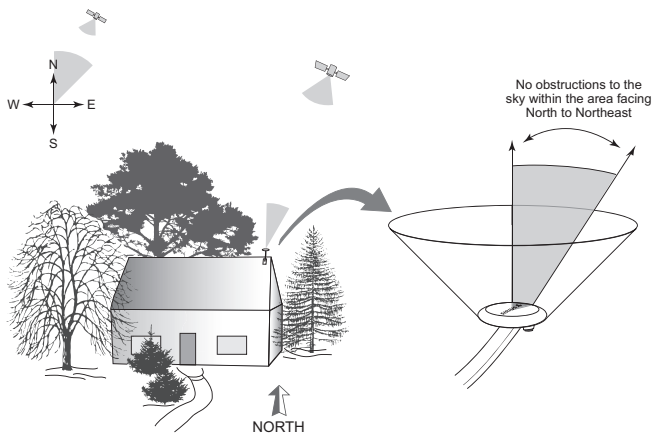 N
W E
S
No obstructions to the
sky within the area facing
North to Northeast
NORTH